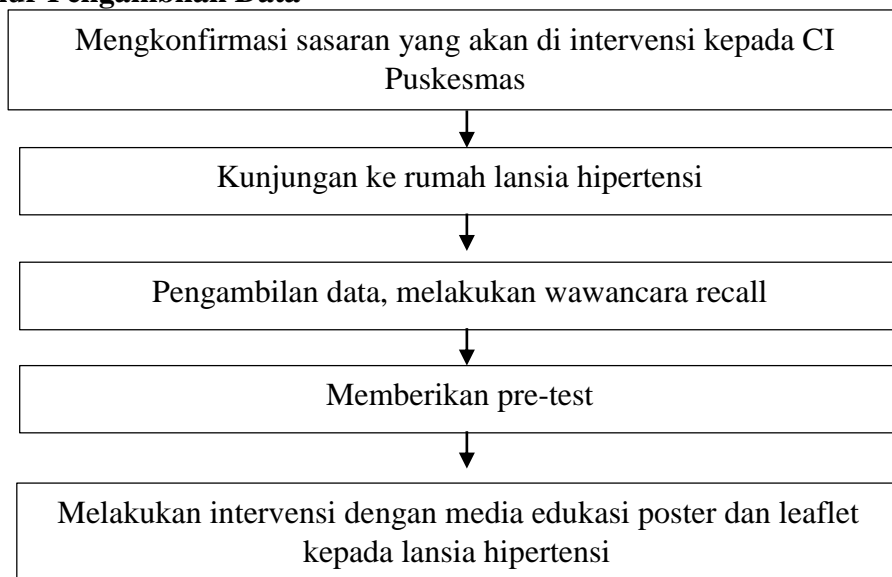 Pengambilan Data
Mengkonfirmasi sasaran yang akan di intervensi kepada CI
Puskesmas
Kunjungan ke rumah lansia hipertensi
Pengambilan data, melakukan wawancara recall
Memberikan pre-test
Melakukan intervensi dengan media edukasi poster dan leaflet
kepada lansia hipertensi